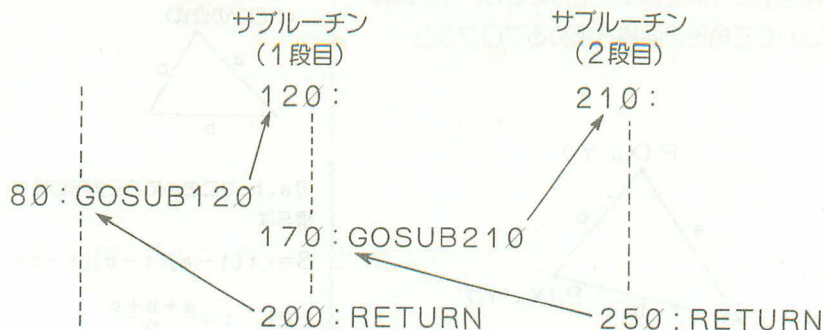 サブルーチン
(1段目)
サブルーチン
(2段目)
120:
210:
80:GOSUB120
170:GOSUB210
200:RETURN
250:RETURN